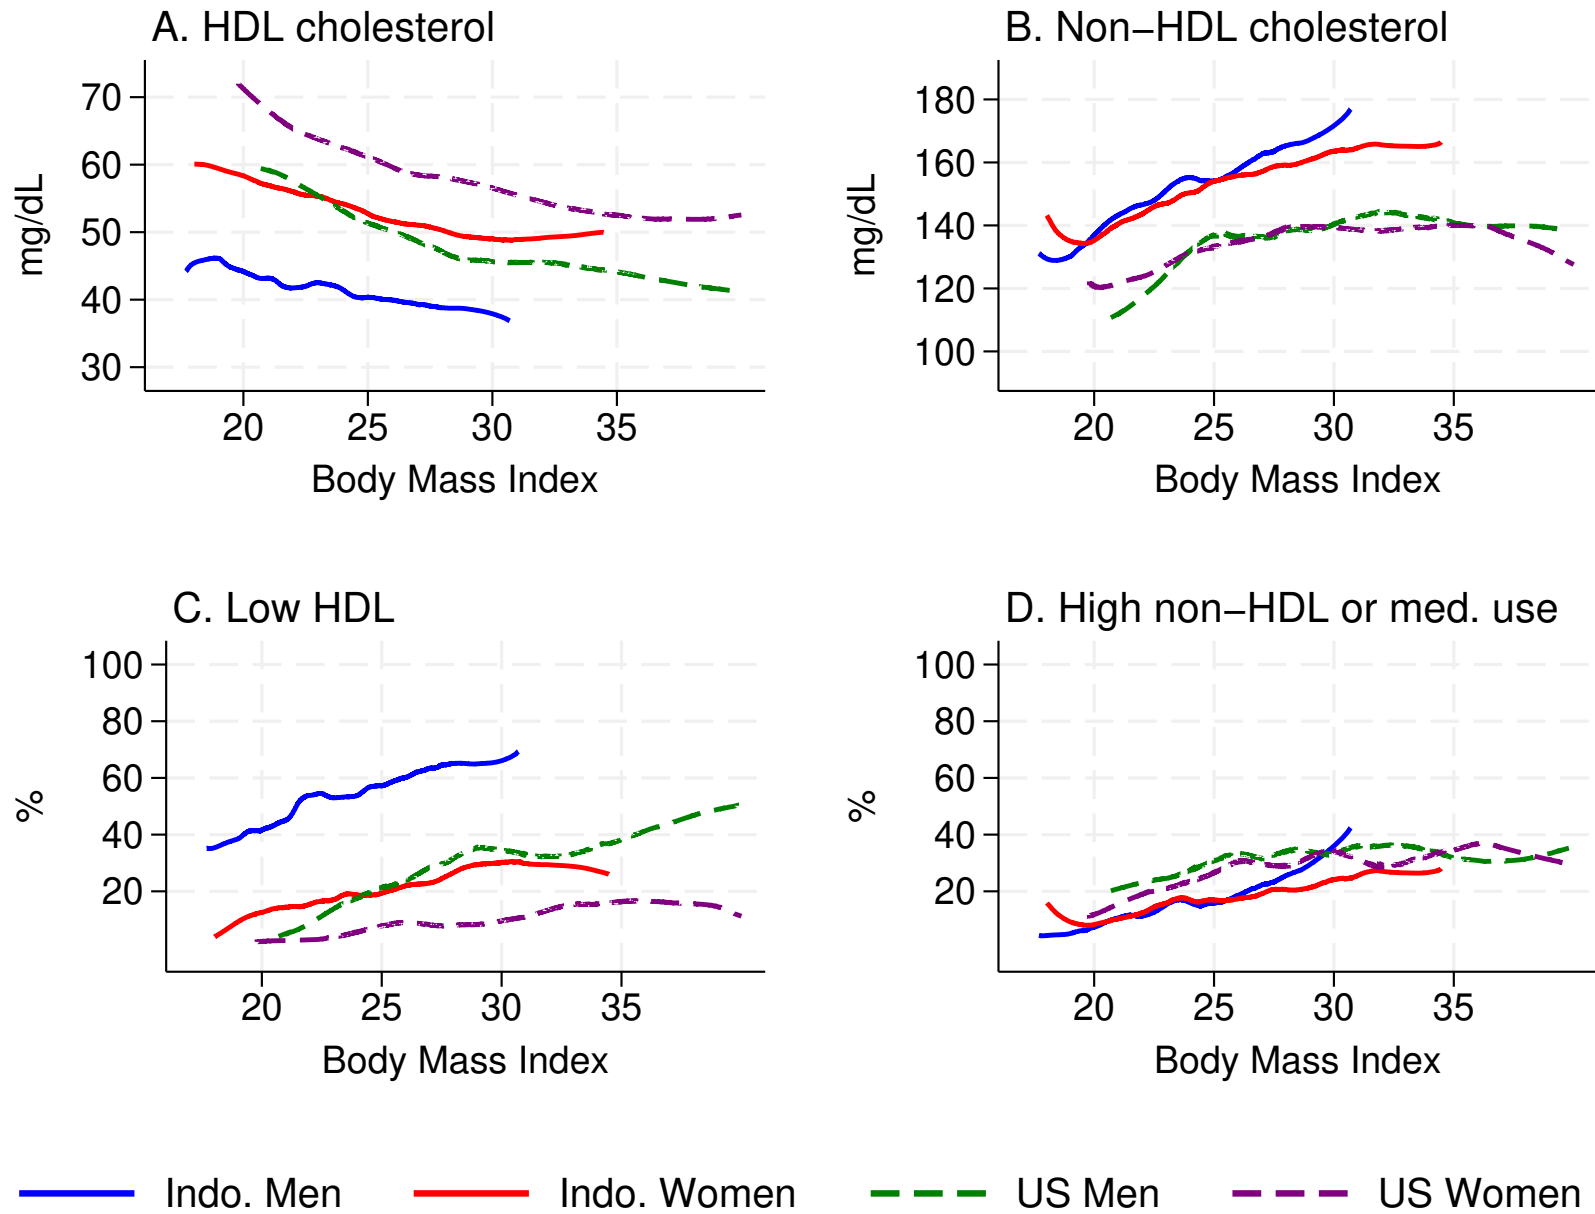 A. HDL cholesterol
mg/dL
70
60
50
40
30
20 25 30 35
Body Mass Index
B. Non−HDL cholesterol
mg/dL
180
160
140
120
100
20 25 30 35
Body Mass Index
C. Low HDL
%
100
80
60
40
20
20 25 30 35
Body Mass Index
D. High non−HDL or med. use
%
100
80
60
40
20
20 25 30 35
Body Mass Index
Indo. Men Indo. Women US Men US Women